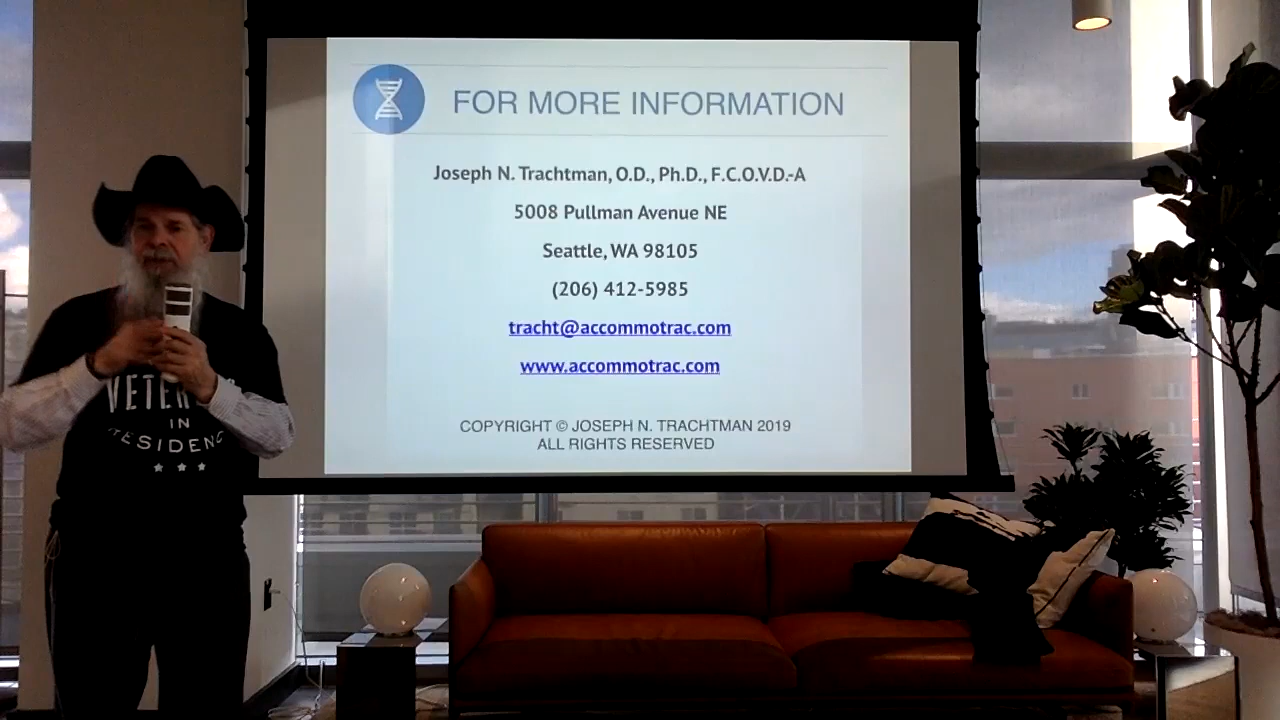 FOR MORE INFORMATION
Joseph N. Trachtman, O.D., Ph.D., F.C.O.V.D.-A
5008 Pullman Avenue NE
Seattle, WA 98105
(206) 412-5985
tracht@accommotrac.com
www.accommotrac.com
COPYRIGHT © JOSEPH N. TRACHTMAN 2019
ALL RIGHTS RESERVED
IN